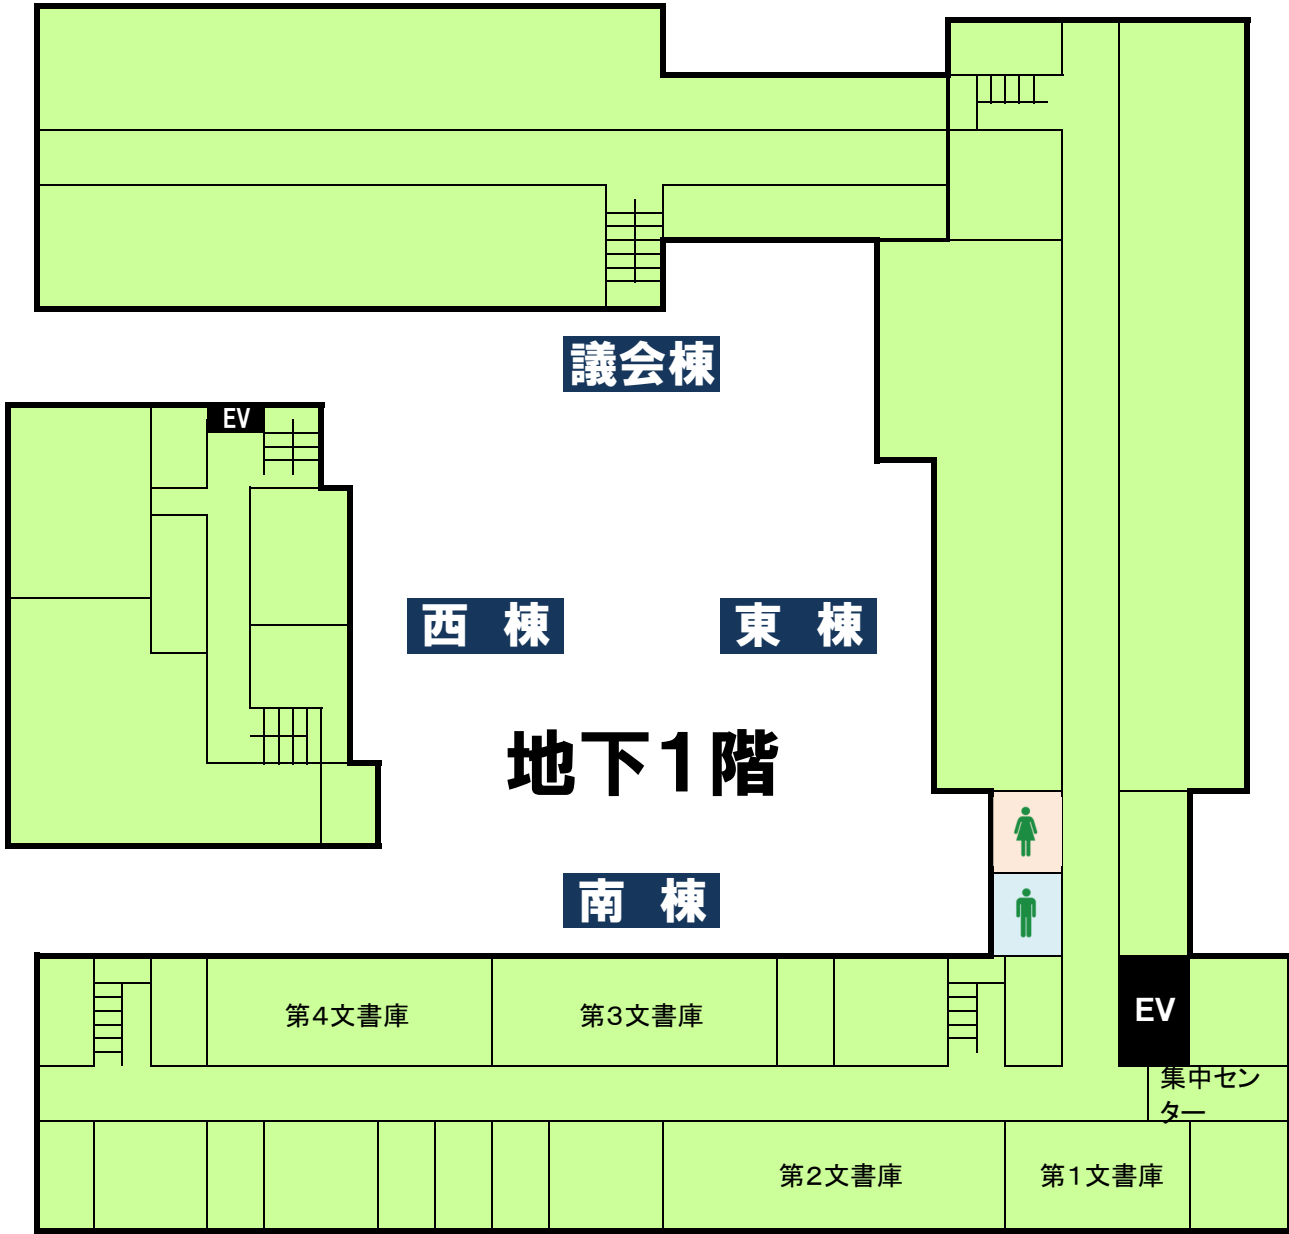 議会棟
EV
西　棟
東　棟
地下１階
南　棟
第４文書庫
第３文書庫
EV
集中セン
ター
第２文書庫
第１文書庫